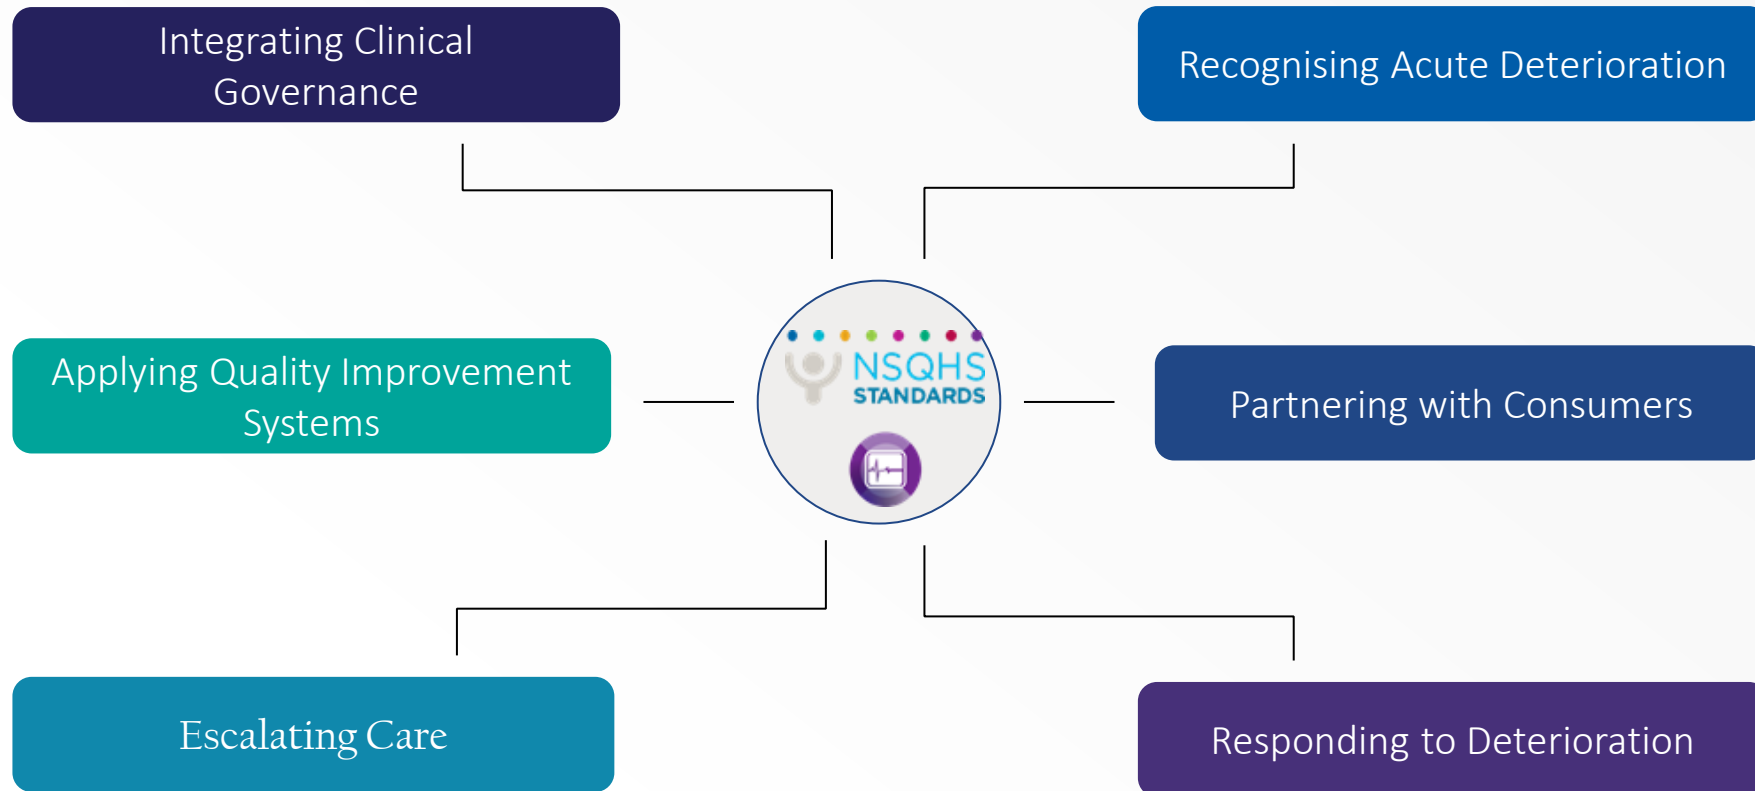 Integrating Clinical
Governance
Recognising Acute Deterioration
Applying Quality Improvement
Systems
NSQHS
STANDARDS
Partnering with Consumers
Escalating Care
Responding to Deterioration